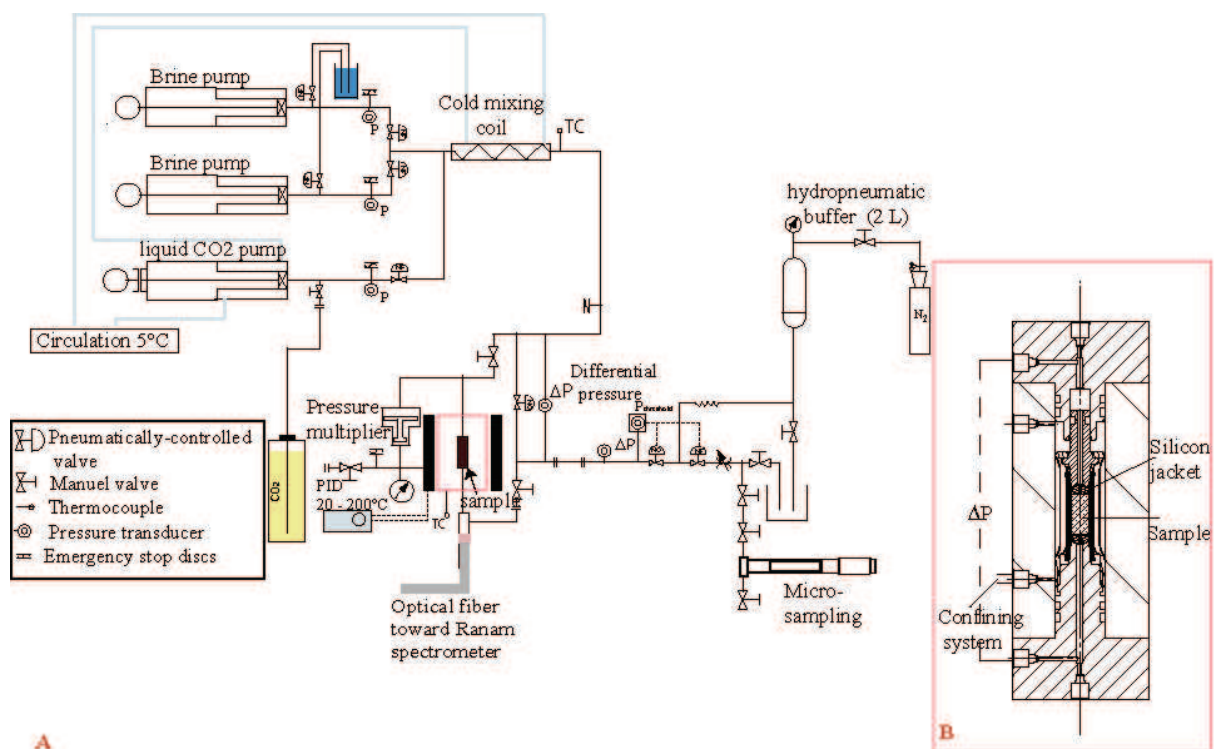 Brine pump
Cold mixing
coil
TC
P
Brine pump
P
liquid CO2 pump
P
Circulation 5°C
hydropneumatic
buffer (2 L)
N2
Differential
pressure
ΔP
Pthreshold
ΔP
Pressure
multiplier
PID
20 - 200°C
TC
sample
CO2
Pneumatically-controlled
valve
Manuel valve
Thermocouple
Pressure transducer
Emergency stop discs
Optical fiber
toward Ranam
spectrometer
Micro-
sampling
Silicon
jacket
ΔP
Sample
Confining
system
A
B